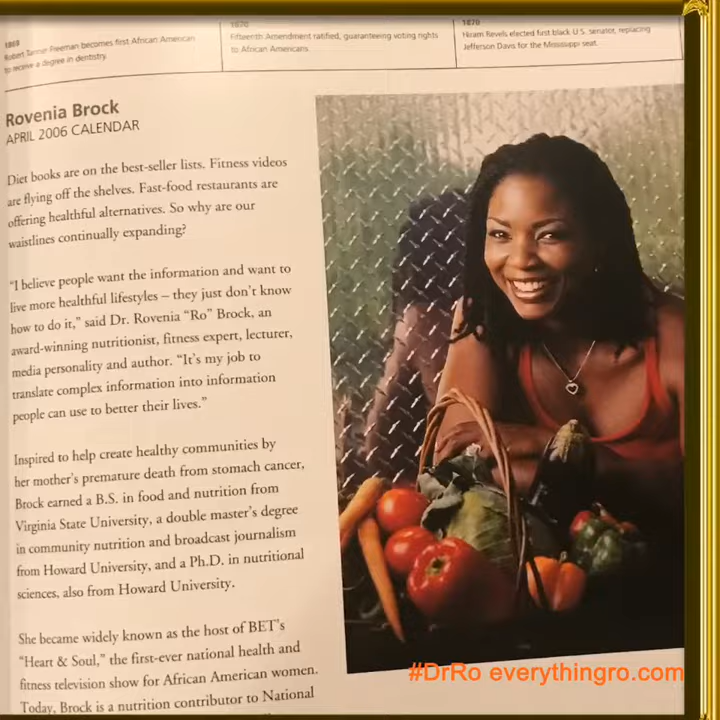 1869
Robert Tanner Freeman becomes first African American
to receive a degree in dentistry.
1870
Fifteenth Amendment ratified, guaranteeing voting rights
to African Americans.
1870
Hiram Revels elected first black U.S. senator, replacing
Jefferson Davis for the Mississippi seat.
Rovenia Brock
APRIL 2006 CALENDAR
Diet books are on the best-seller lists. Fitness videos
are flying off the shelves. Fast-food restaurants are
offering healthful alternatives. So why are our
waistlines continually expanding?
“I believe people want the information and want to
live more healthful lifestyles – they just don’t know
how to do it,” said Dr. Rovenia “Ro” Brock, an
award-winning nutritionist, fitness expert, lecturer,
media personality and author. “It’s my job to
translate complex information into information
people can use to better their lives.”
Inspired to help create healthy communities by
her mother’s premature death from stomach cancer,
Brock earned a B.S. in food and nutrition from
Virginia State University, a double master’s degree
in community nutrition and broadcast journalism
from Howard University, and a Ph.D. in nutritional
sciences, also from Howard University.
She became widely known as the host of BET’s
“Heart & Soul,” the first-ever national health and
fitness television show for African American women.
Today, Brock is a nutrition contributor to National
#DrRo everythingro.com